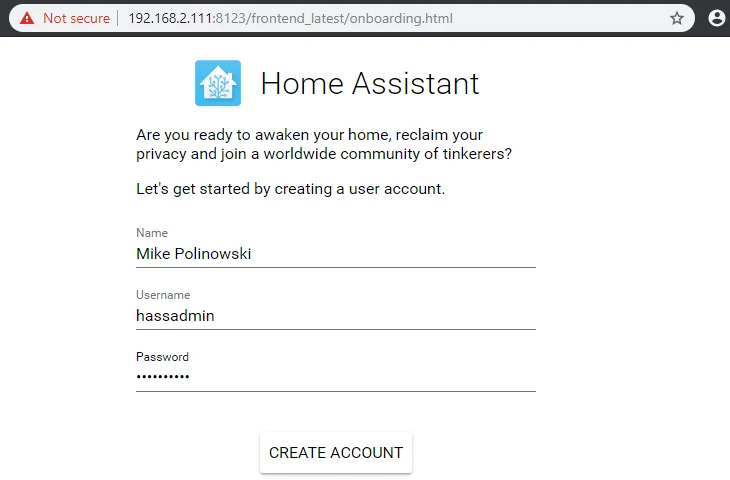 Not secure 192.168.2.111:8123/frontend_latest/onboarding.html
Home Assistant
Are you ready to awaken your home, reclaim your
privacy and join a worldwide community of tinkerers?
Let's get started by creating a user account.
Name
Mike Polinowski
Username
hassadmin
Password
••••••••••
CREATE ACCOUNT